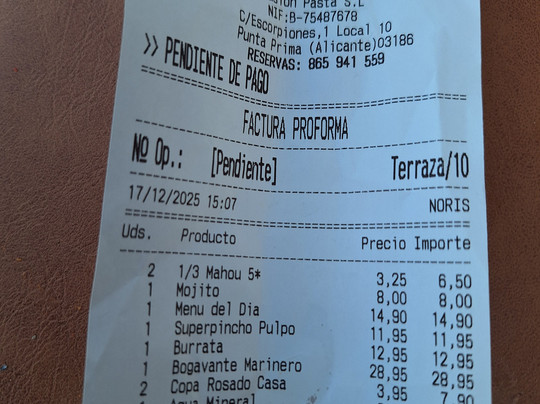 Pasta S.L
NIF:B-75487678
C/Escorpiones,1 Local 10
Punta Prima (Alicante)03186
RESERVAS: 865 941 559
>> PENDIENTE DE PAGO
FACTURA PROFORMA
Nº Op.: [Pendiente] Terraza/10
17/12/2025 15:07 NORIS
Uds. Producto Precio Importe
2 1/3 Mahou 5* 3,25 6,50
1 Mojito 8,00 8,00
1 Menu del Dia 14,90 14,90
1 Superpincho Pulpo 11,95 11,95
1 Burrata 12,95 12,95
1 Bogavante Marinero 28,95 28,95
2 Copa Rosado Casa 3,95 7,90
Agua Mineral